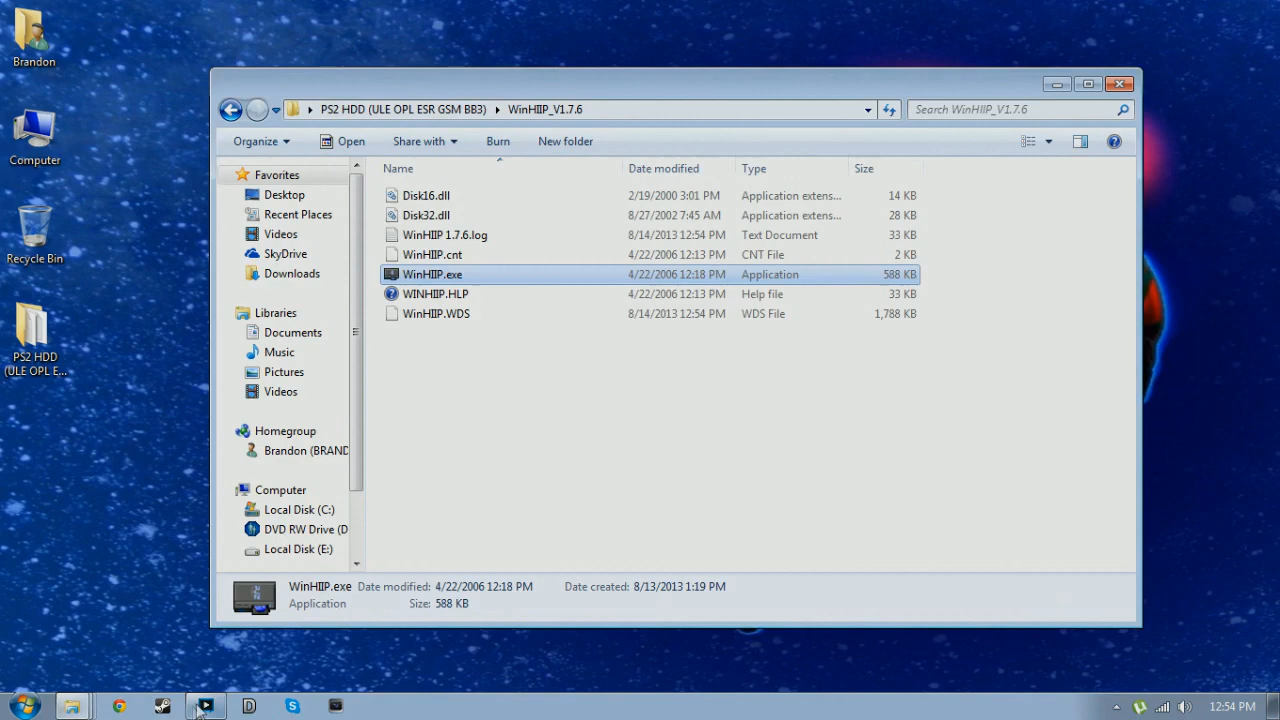 Brandon
Computer
Recycle Bin
PS2 HDD
(ULE OPL E...
PS2 HDD (ULE OPL ESR GSM BB3) WinHIIP_V1.7.6
Search WinHIIP_V1.7.6
Organize Open Share with Burn New folder
Name Date modified Type Size
Favorites
Desktop
Recent Places
Videos
SkyDrive
Downloads
Libraries
Documents
Music
Pictures
Videos
Homegroup
Brandon (BRAND
Computer
Local Disk (C:)
DVD RW Drive (D
Local Disk (E:)
Disk16.dll 2/19/2000 3:01 PM Application extens... 14 KB
Disk32.dll 8/27/2002 7:45 AM Application extens... 28 KB
WinHIIP 1.7.6.log 8/14/2013 12:54 PM Text Document 33 KB
WinHIIP.cnt 4/22/2006 12:13 PM CNT File 2 KB
WinHIIP.exe 4/22/2006 12:18 PM Application 588 KB
WINHIIP.HLP 4/22/2006 12:13 PM Help file 33 KB
WinHIIP.WDS 8/14/2013 12:54 PM WDS File 1,788 KB
WinHIIP.exe Date modified: 4/22/2006 12:18 PM Date created: 8/13/2013 1:19 PM
Application Size: 588 KB
12:54 PM